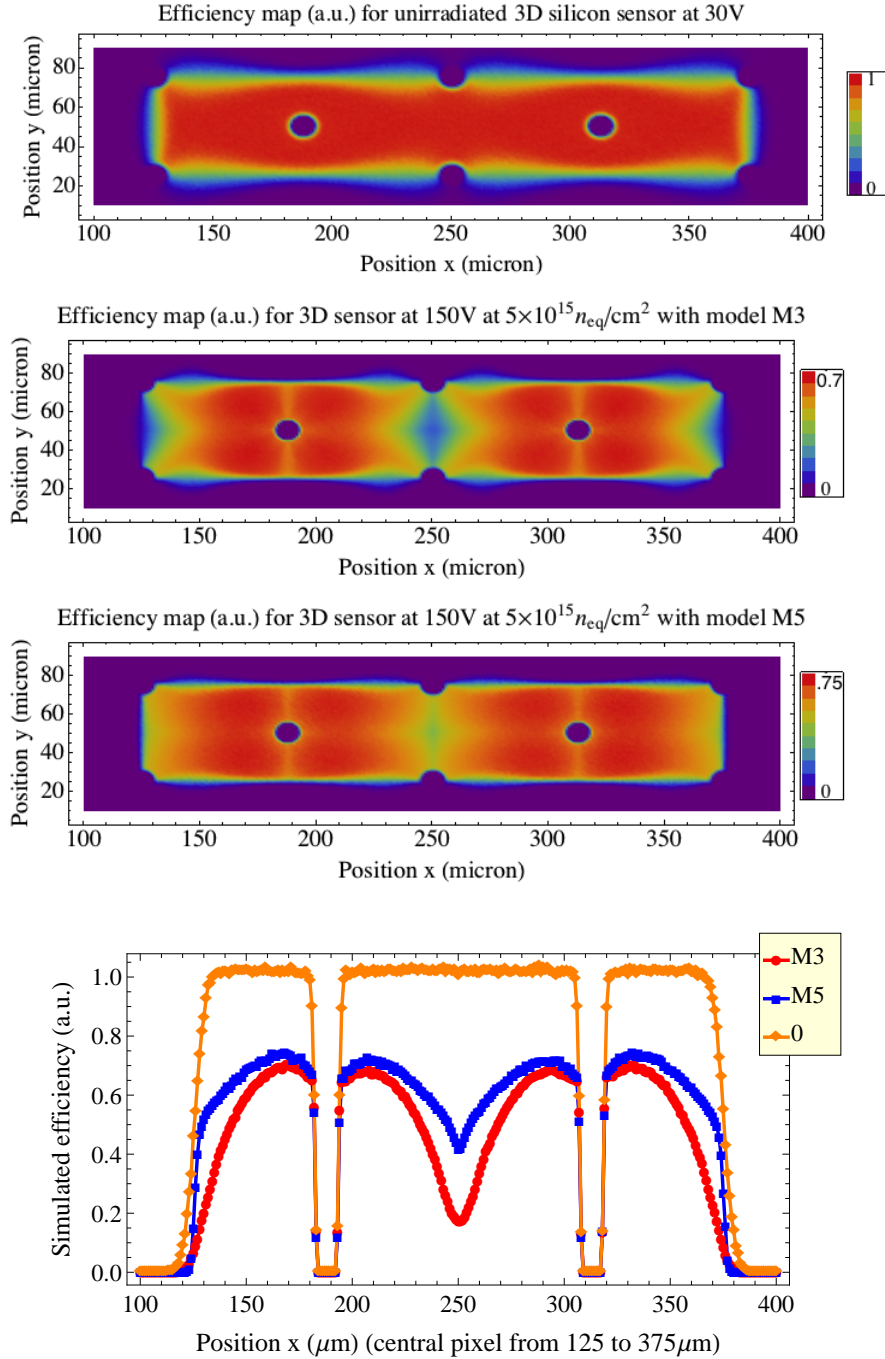 Efficiency map (a.u.) for unirradiated 3D silicon sensor at 30V
Position y (micron)
80
60
40
20
100 150 200 250 300 350 400
Position x (micron)
1
0
Efficiency map (a.u.) for 3D sensor at 150V at 5×10¹⁵nₑq/cm² with model M3
Position y (micron)
80
60
40
20
100 150 200 250 300 350 400
Position x (micron)
0.7
0
Efficiency map (a.u.) for 3D sensor at 150V at 5×10¹⁵nₑq/cm² with model M5
Position y (micron)
80
60
40
20
100 150 200 250 300 350 400
Position x (micron)
.75
0
Simulated efficiency (a.u.)
1.0
0.8
0.6
0.4
0.2
0.0
100 150 200 250 300 350 400
Position x (μm) (central pixel from 125 to 375μm)
M3
M5
0